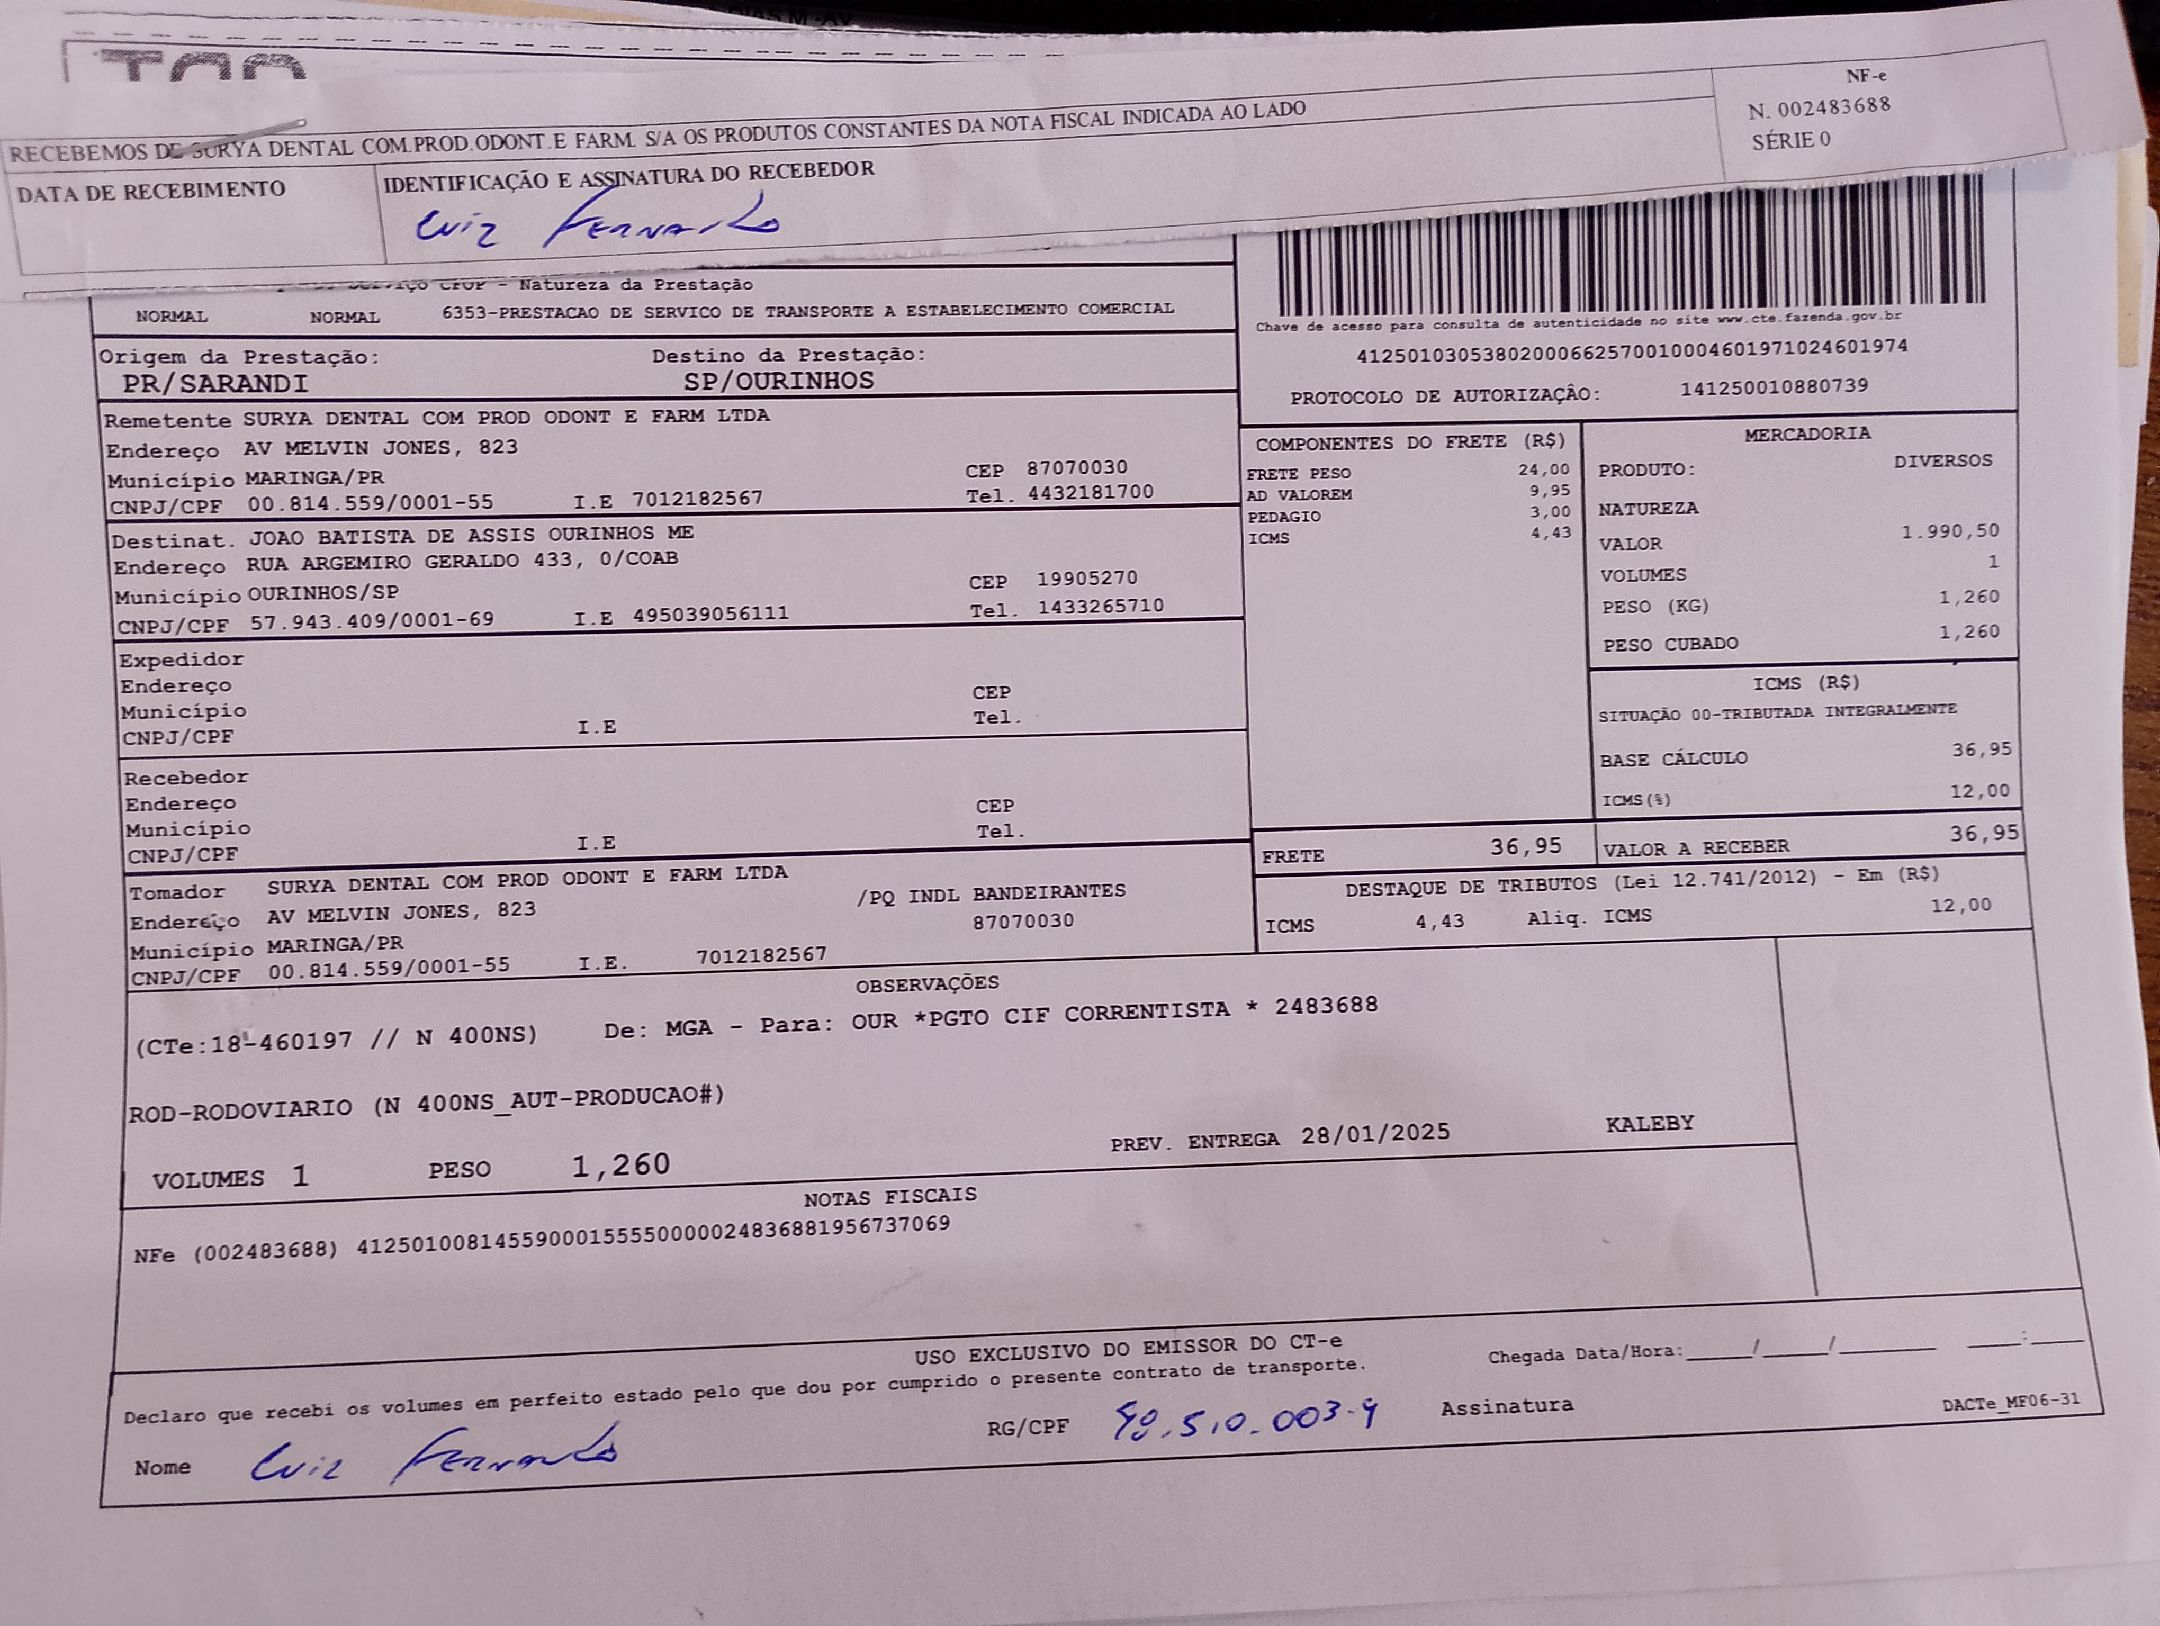 NF-e
N. 002483688
SÉRIE 0
RECEBEMOS DE SURYA DENTAL COM.PROD.ODONT.E FARM. S/A OS PRODUTOS CONSTANTES DA NOTA FISCAL INDICADA AO LADO
DATA DE RECEBIMENTO
IDENTIFICAÇÃO E ASSINATURA DO RECEBEDOR
Luiz Fernando
CFOP - Natureza da Prestação
NORMAL NORMAL 6353-PRESTACAO DE SERVICO DE TRANSPORTE A ESTABELECIMENTO COMERCIAL
Chave de acesso para consulta de autenticidade no site www.cte.fazenda.gov.br
41250103053802000662570010004601971024601974
PROTOCOLO DE AUTORIZAÇÂO: 141250010880739
Origem da Prestação: Destino da Prestação:
PR/SARANDI SP/OURINHOS
Remetente SURYA DENTAL COM PROD ODONT E FARM LTDA
Endereço AV MELVIN JONES, 823
Município MARINGA/PR CEP 87070030
CNPJ/CPF 00.814.559/0001-55 I.E 7012182567 Tel. 4432181700
Destinat. JOAO BATISTA DE ASSIS OURINHOS ME
Endereço RUA ARGEMIRO GERALDO 433, 0/COAB
Município OURINHOS/SP CEP 19905270
CNPJ/CPF 57.943.409/0001-69 I.E 495039056111 Tel. 1433265710
Expedidor
Endereço
Município CEP
CNPJ/CPF I.E Tel.
Recebedor
Endereço
Município CEP
CNPJ/CPF I.E Tel.
Tomador SURYA DENTAL COM PROD ODONT E FARM LTDA
Endereço AV MELVIN JONES, 823 /PQ INDL BANDEIRANTES
Município MARINGA/PR 87070030
CNPJ/CPF 00.814.559/0001-55 I.E. 7012182567
COMPONENTES DO FRETE (R$)
FRETE PESO 24,00
AD VALOREM 9,95
PEDAGIO 3,00
ICMS 4,43
MERCADORIA
PRODUTO: DIVERSOS
NATUREZA
VALOR 1.990,50
VOLUMES 1
PESO (KG) 1,260
PESO CUBADO 1,260
ICMS (R$)
SITUAÇÃO 00-TRIBUTADA INTEGRALMENTE
BASE CÁLCULO 36,95
ICMS(%) 12,00
FRETE 36,95 VALOR A RECEBER 36,95
DESTAQUE DE TRIBUTOS (Lei 12.741/2012) - Em (R$)
ICMS 4,43 Aliq. ICMS 12,00
OBSERVAÇÕES
(CTe:18-460197 // N 400NS) De: MGA - Para: OUR *PGTO CIF CORRENTISTA * 2483688
ROD-RODOVIARIO (N 400NS_AUT-PRODUCAO#)
VOLUMES 1 PESO 1,260 PREV. ENTREGA 28/01/2025 KALEBY
NOTAS FISCAIS
NFe (002483688) 41250100814559000155550000024836881956737069
USO EXCLUSIVO DO EMISSOR DO CT-e
Declaro que recebi os volumes em perfeito estado pelo que dou por cumprido o presente contrato de transporte.
Chegada Data/Hora:_____/_____/_______ ____:____
Nome Luiz Fernando RG/CPF Assinatura
DACTe_MF06-31